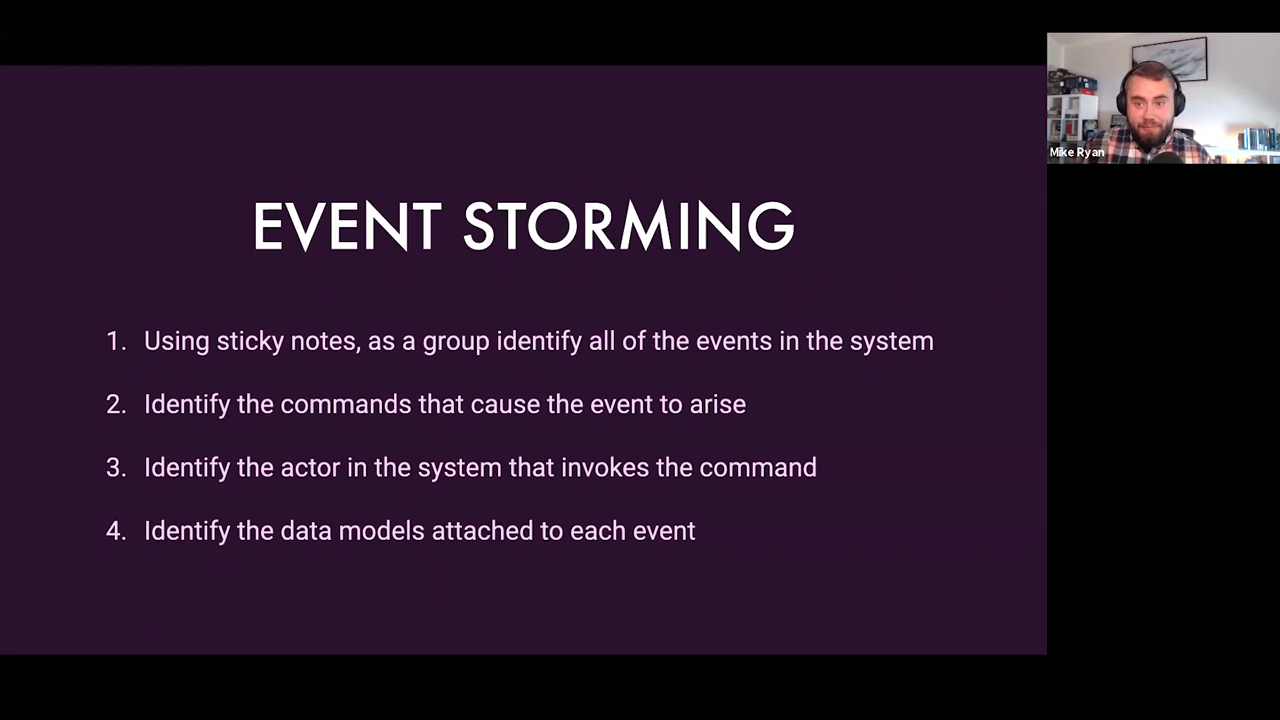 EVENT STORMING
1. Using sticky notes, as a group identify all of the events in the system
2. Identify the commands that cause the event to arise
3. Identify the actor in the system that invokes the command
4. Identify the data models attached to each event
Mike Ryan